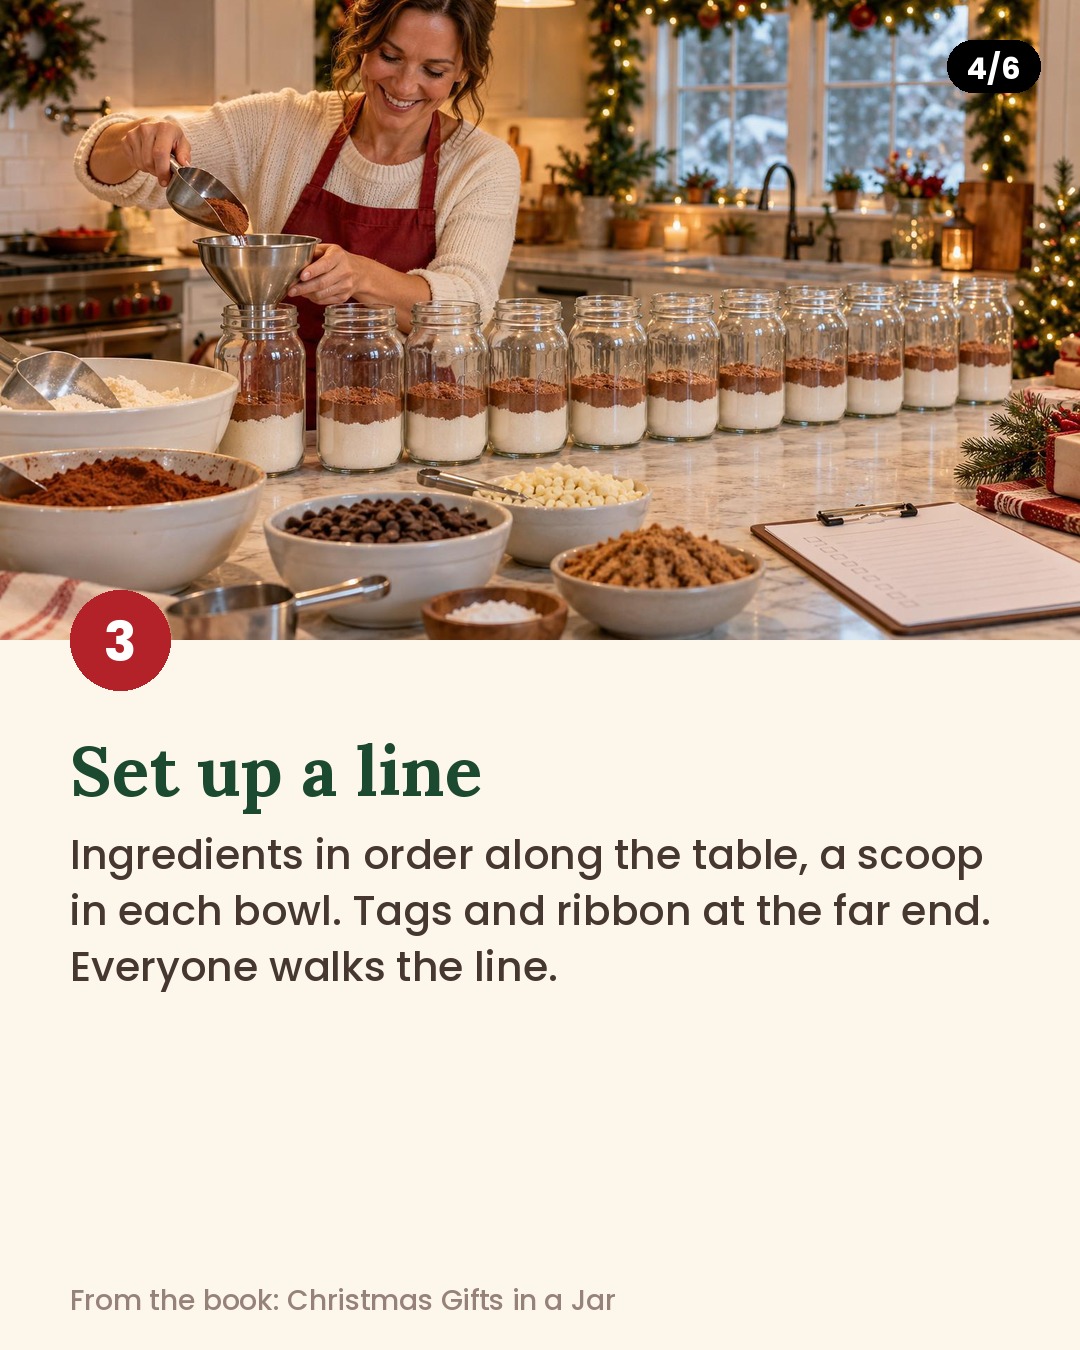 4/6
3
Set up a line
Ingredients in order along the table, a scoop
in each bowl. Tags and ribbon at the far end.
Everyone walks the line.
From the book: Christmas Gifts in a Jar